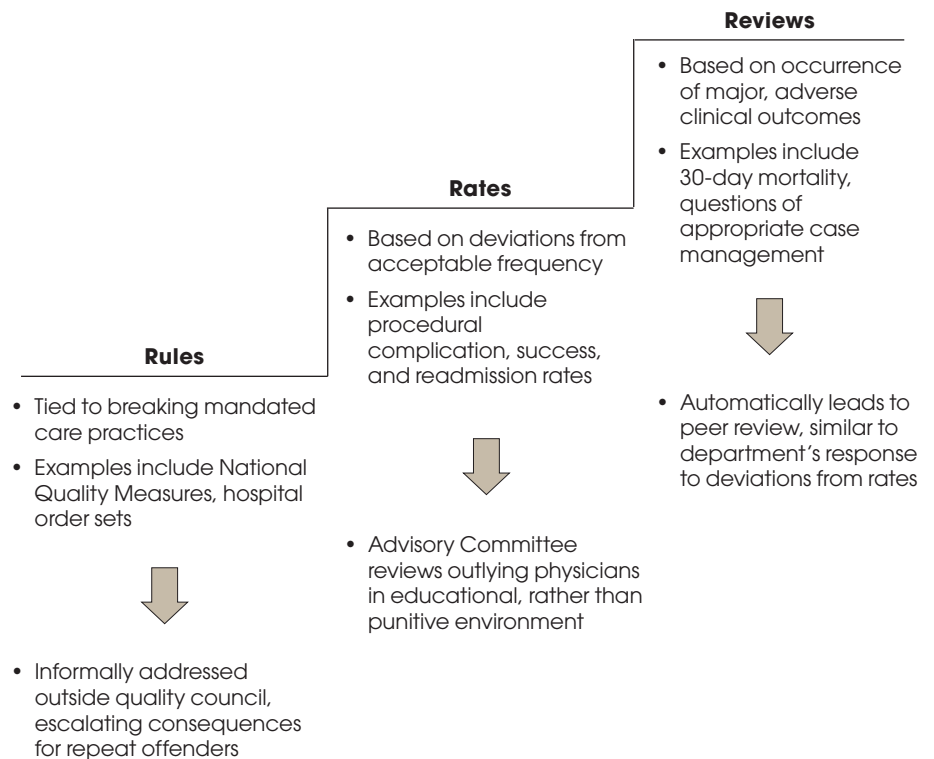 Rules
• Tied to breaking mandated
care practices
• Examples include National
Quality Measures, hospital
order sets
• Informally addressed
outside quality council,
escalating consequences
for repeat offenders
Rates
• Based on deviations from
acceptable frequency
• Examples include
procedural
complication, success,
and readmission rates
• Advisory Committee
reviews outlying physicians
in educational, rather than
punitive environment
Reviews
• Based on occurrence
of major, adverse
clinical outcomes
• Examples include
30-day mortality,
questions of
appropriate case
management
• Automatically leads to
peer review, similar to
department’s response
to deviations from rates